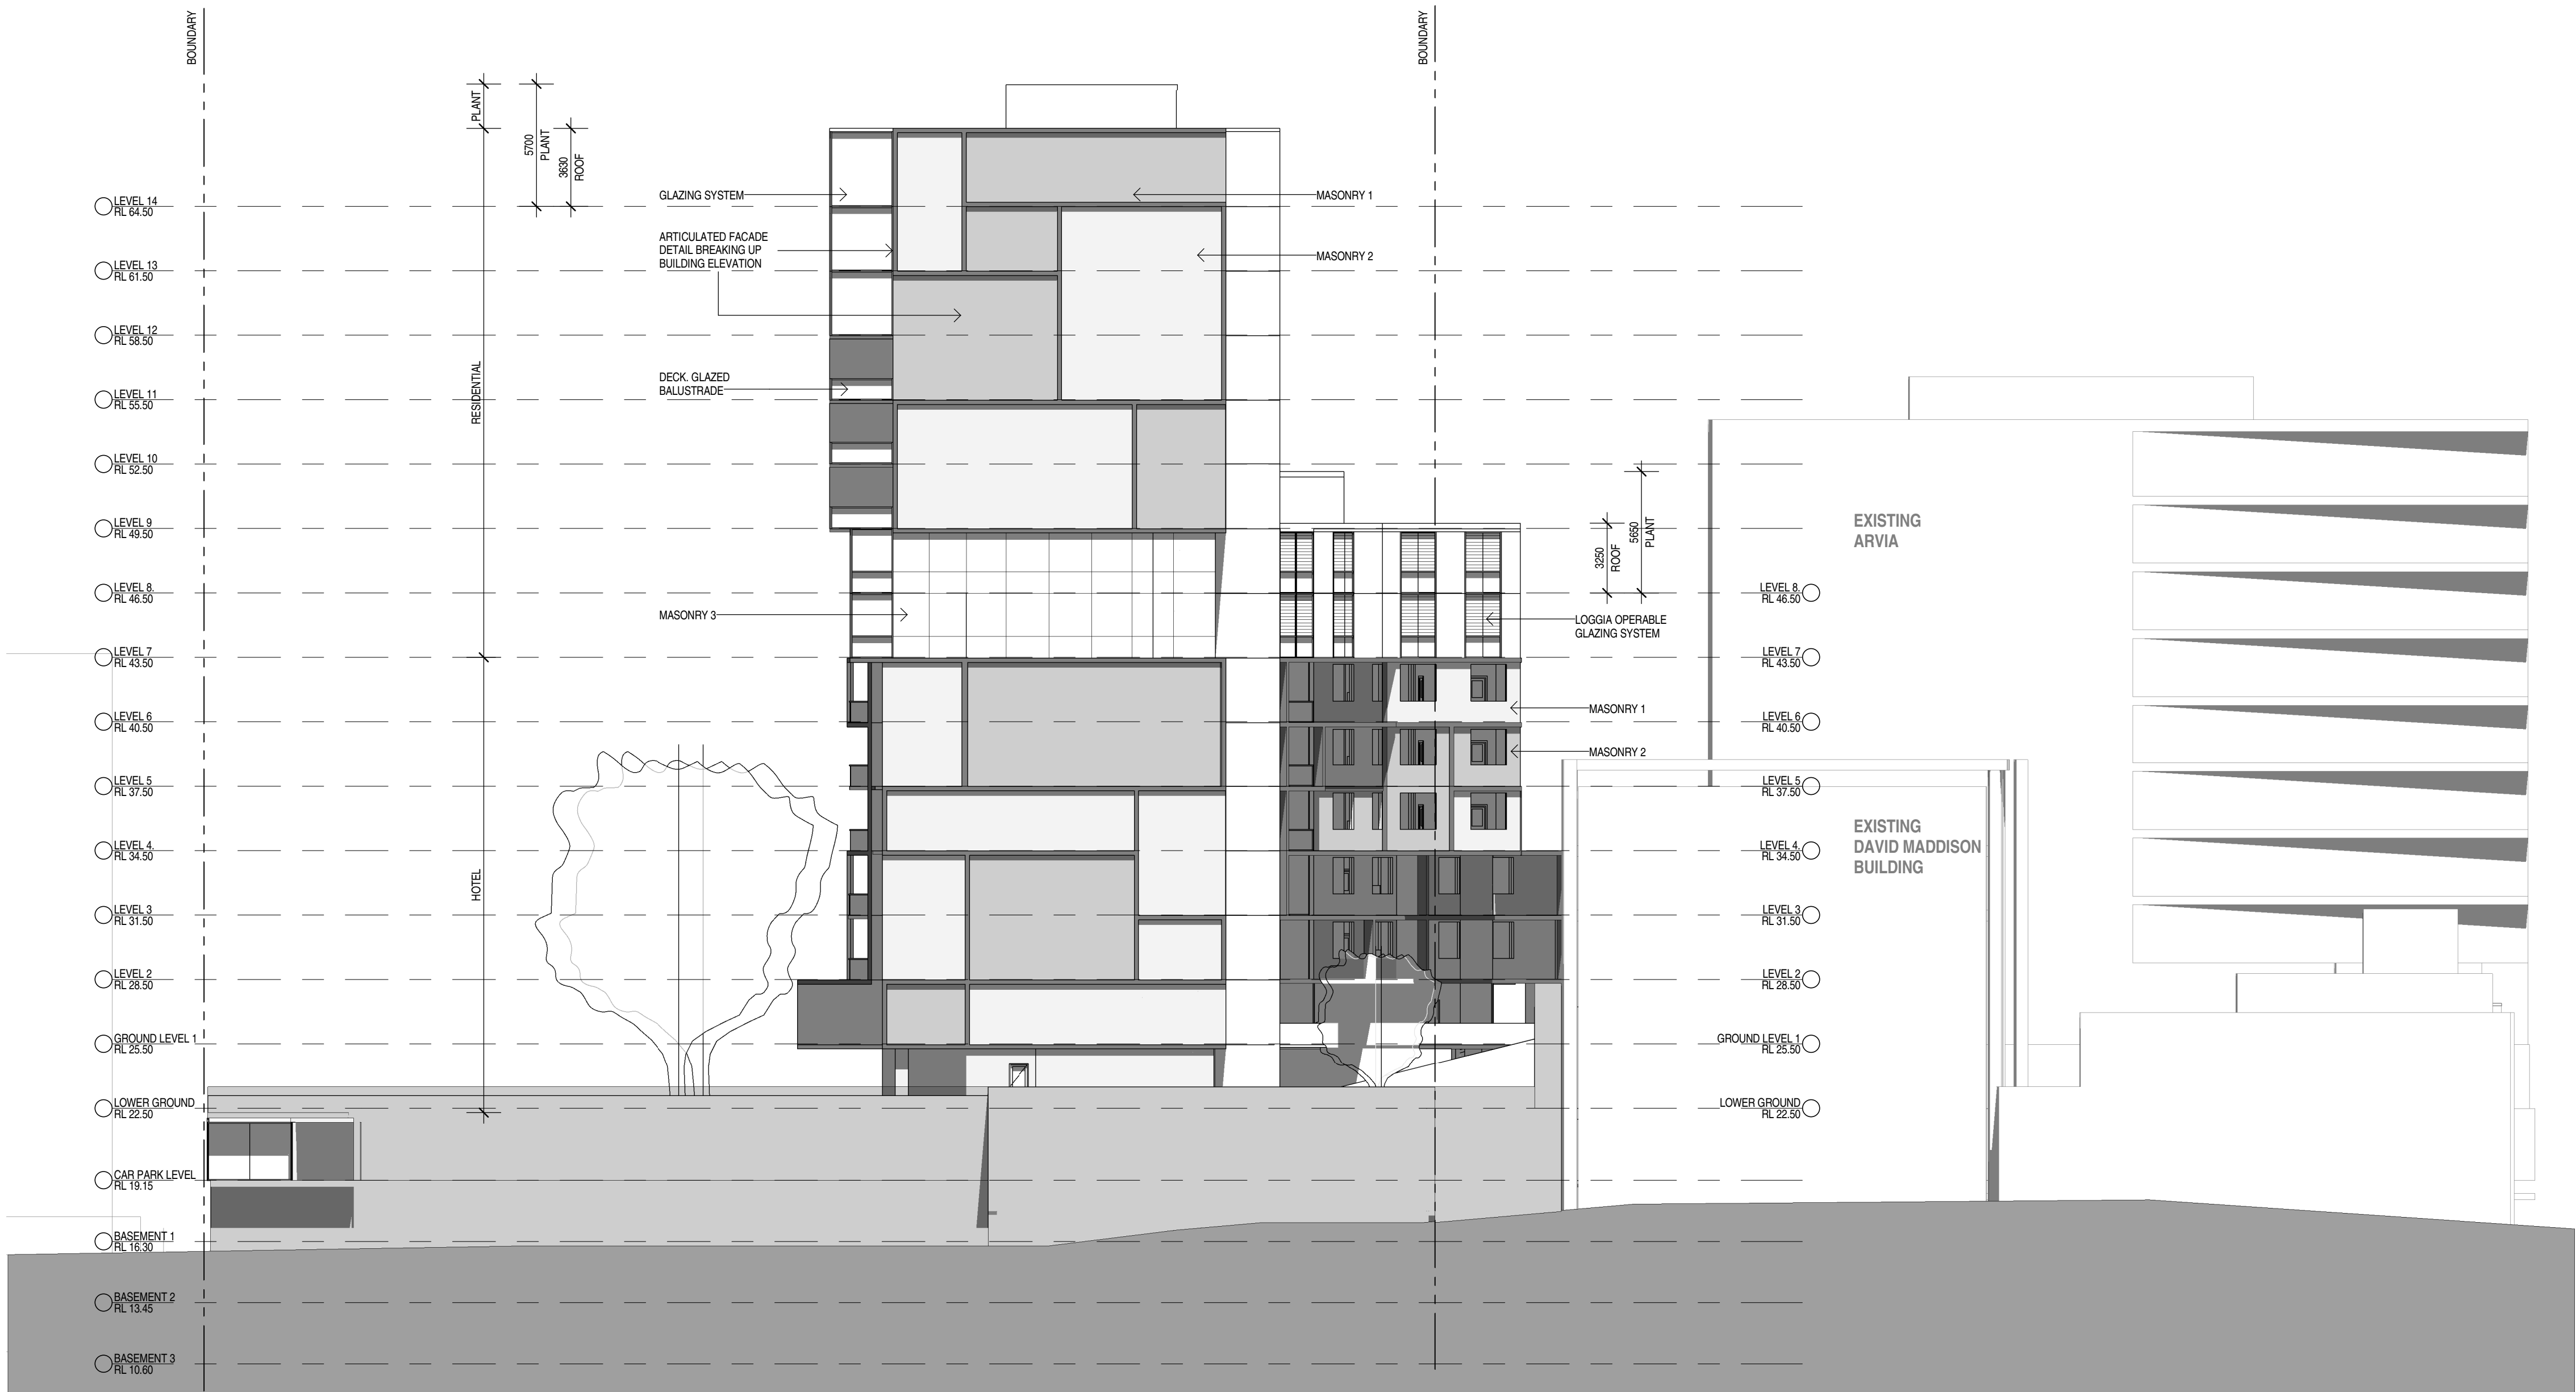 BOUNDARY
BOUNDARY
PLANT
5700
PLANT
3630
ROOF
LEVEL 14
RL 64.50
GLAZING SYSTEM
MASONRY 1
ARTICULATED FACADE
DETAIL BREAKING UP
BUILDING ELEVATION
MASONRY 2
LEVEL 13
RL 61.50
LEVEL 12
RL 58.50
RESIDENTIAL
DECK. GLAZED
BALUSTRADE
LEVEL 11
RL 55.50
LEVEL 10
RL 52.50
LEVEL 9
RL 49.50
3250
ROOF
5650
PLANT
EXISTING
ARVIA
LEVEL 8.
RL 46.50
LEVEL 8.
RL 46.50
MASONRY 3
LOGGIA OPERABLE
GLAZING SYSTEM
LEVEL 7
RL 43.50
LEVEL 7
RL 43.50
MASONRY 1
LEVEL 6
RL 40.50
LEVEL 6
RL 40.50
MASONRY 2
LEVEL 5
RL 37.50
LEVEL 5
RL 37.50
EXISTING
DAVID MADDISON
BUILDING
LEVEL 4.
RL 34.50
LEVEL 4.
RL 34.50
HOTEL
LEVEL 3
RL 31.50
LEVEL 3
RL 31.50
LEVEL 2
RL 28.50
LEVEL 2
RL 28.50
GROUND LEVEL 1
RL 25.50
GROUND LEVEL 1
RL 25.50
LOWER GROUND
RL 22.50
LOWER GROUND
RL 22.50
CAR PARK LEVEL
RL 19.15
BASEMENT 1
RL 16.30
BASEMENT 2
RL 13.45
BASEMENT 3
RL 10.60